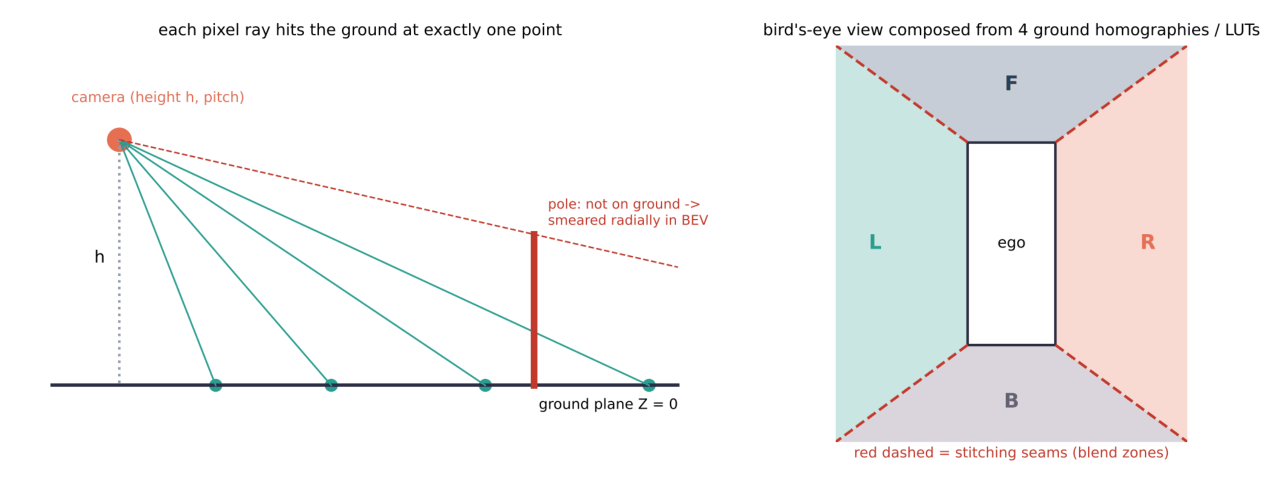 each pixel ray hits the ground at exactly one point
camera (height h, pitch)
h
pole: not on ground ->
smeared radially in BEV
ground plane Z = 0
bird's-eye view composed from 4 ground homographies / LUTs
F
L
ego
R
B
red dashed = stitching seams (blend zones)